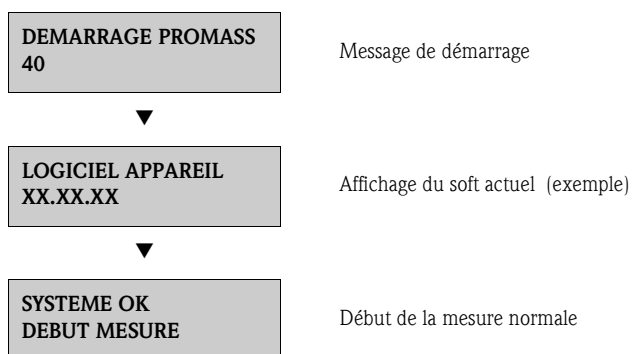 DEMARRAGE PROMASS
40
Message de démarrage
▼
LOGICIEL APPAREIL
XX.XX.XX
Affichage du soft actuel (exemple)
▼
SYSTEME OK
DEBUT MESURE
Début de la mesure normale